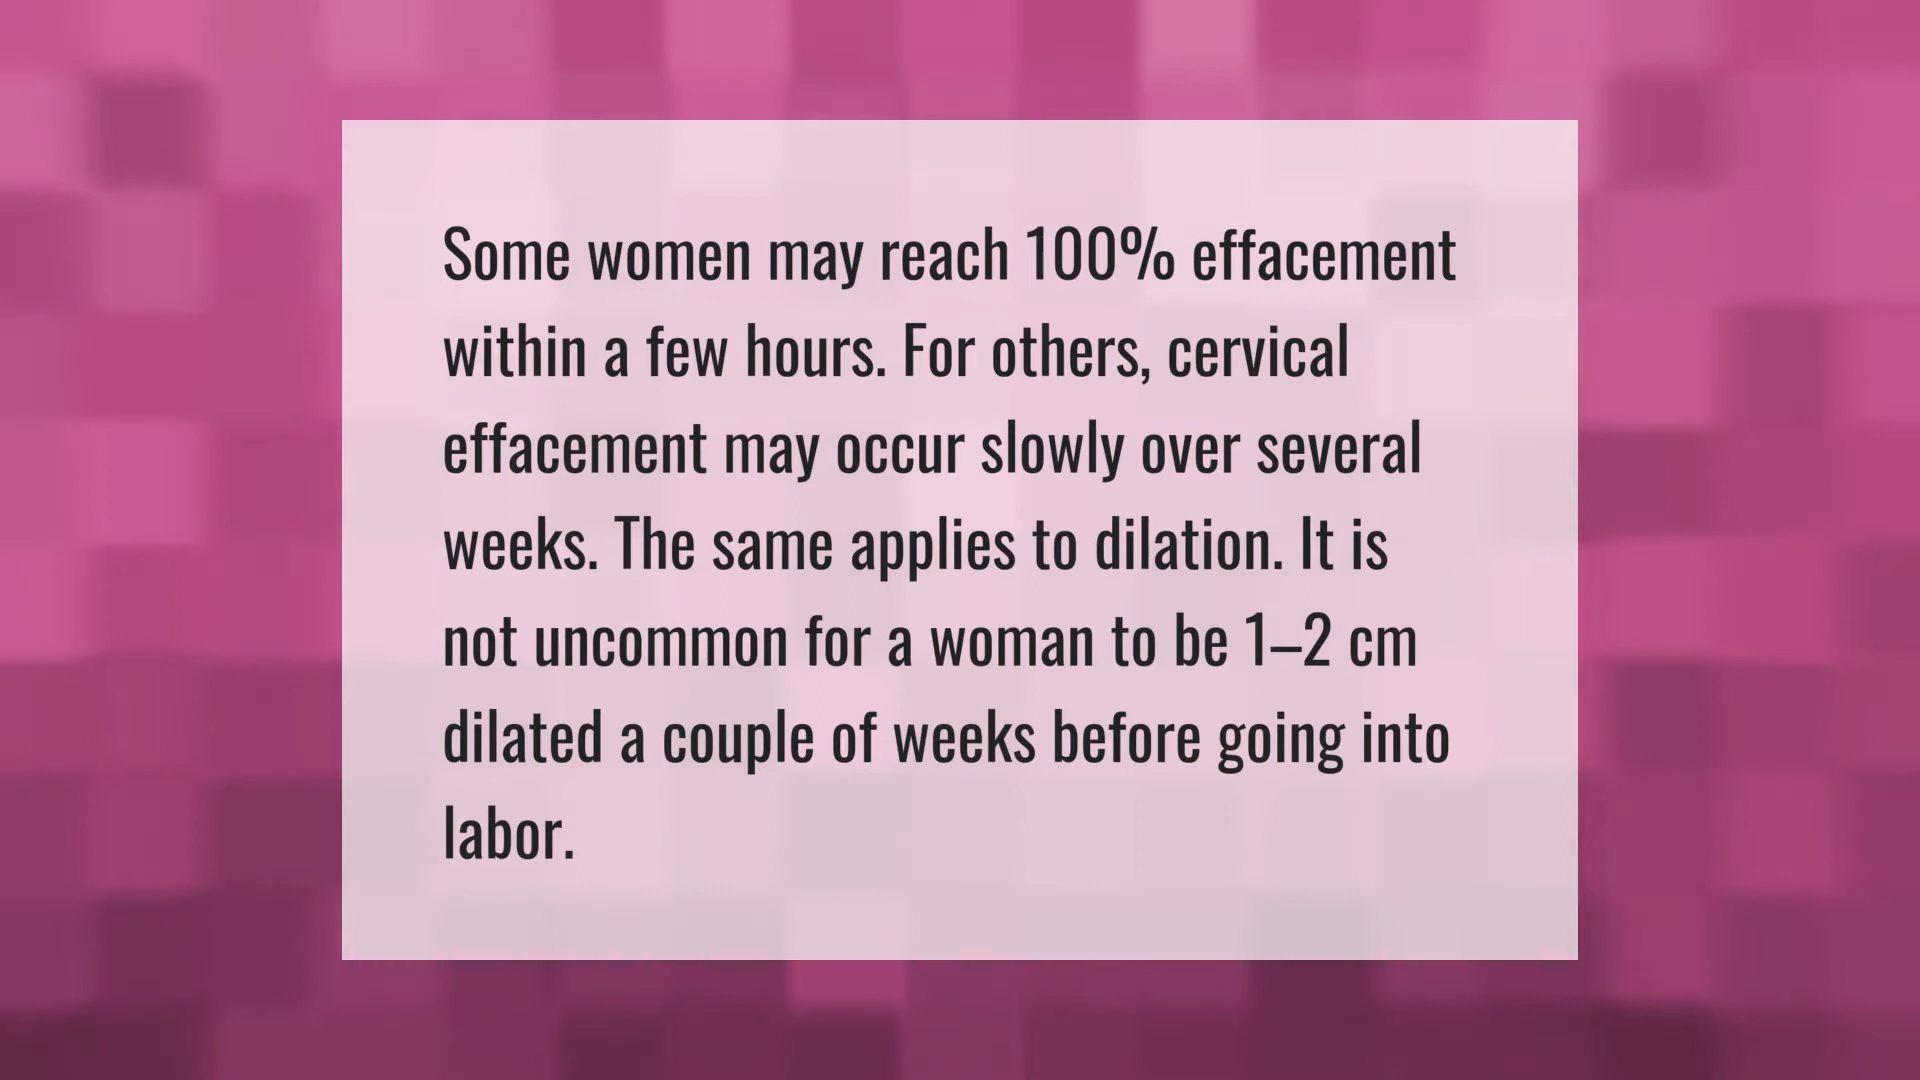 Some women may reach 100% effacement
within a few hours. For others, cervical
effacement may occur slowly over several
weeks. The same applies to dilation. It is
not uncommon for a woman to be 1–2 cm
dilated a couple of weeks before going into
labor.